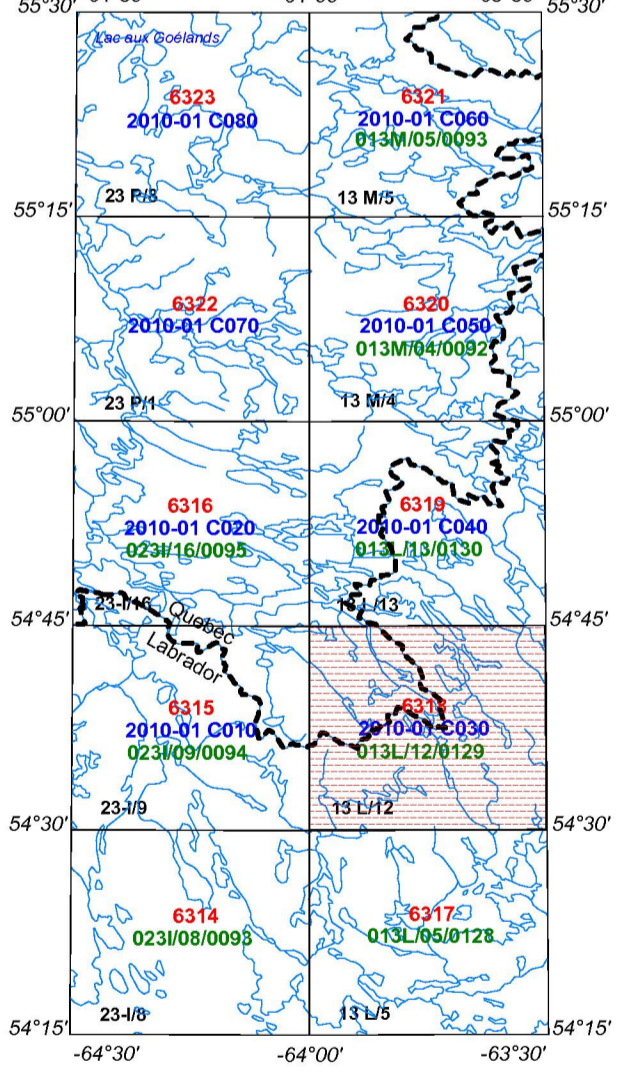 55°30′
55°30′
Lac aux Goélands
6323
2010-01 C080
23 P/8
6321
2010-01 C060
013M/05/0093
13 M/5
55°15′
55°15′
6322
2010-01 C070
23 P/1
6320
2010-01 C050
013M/04/0092
13 M/4
55°00′
55°00′
6316
2010-01 C020
023I/16/0095
23-I/16
6319
2010-01 C040
013L/13/0130
13 L/13
54°45′
54°45′
Quebec
Labrador
6315
2010-01 C010
023I/09/0094
23-I/9
2010-01 C030
013L/12/0129
13 L/12
54°30′
54°30′
6314
023I/08/0093
23-I/8
6317
013L/05/0128
13 L/5
54°15′
54°15′
-64°30′
-64°00′
-63°30′